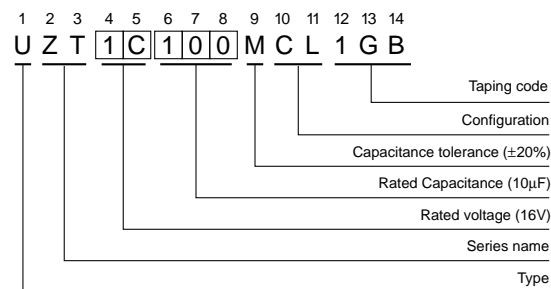 1 2 3 4 5 6 7 8 9 10 11 12 13 14
U Z T 1 C 1 0 0 M C L 1 G B
Taping code
Configuration
Capacitance tolerance (±20%)
Rated Capacitance (10µF)
Rated voltage (16V)
Series name
Type